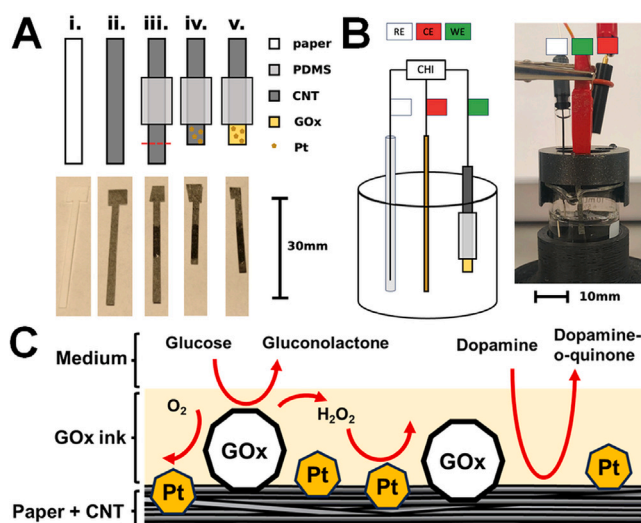 A
i.
ii.
iii.
iv.
v.
paper
PDMS
CNT
GOx
Pt
30mm
B
RE
CE
WE
CHI
10mm
C
Medium
GOx ink
Paper + CNT
Glucose
Gluconolactone
Dopamine
Dopamine-
o-quinone
O₂
H₂O₂
GOx
GOx
Pt
Pt
Pt
Pt